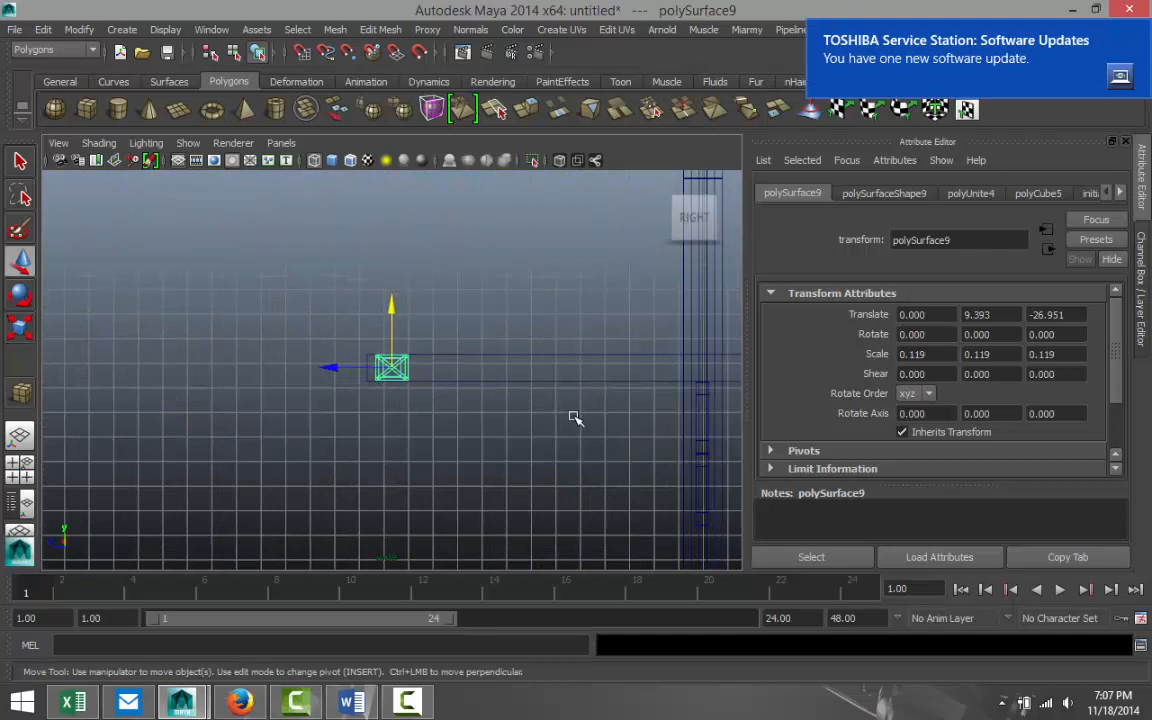 Autodesk Maya 2014 x64: untitled* --- polySurface9
File Edit Modify Create Display Window Assets Select Mesh Edit Mesh Proxy Normals Color Create UVs Edit UVs Muscle Pipeline
TOSHIBA Service Station: Software Updates
You have one new software update.
Polygons
General Curves Surfaces Polygons Deformation Animation Dynamics Rendering PaintEffects Toon Muscle Fluids Fur
View Shading Lighting Show Renderer Panels
Attribute Editor
List Selected Focus Attributes Show Help
polySurface9 polySurfaceShape9 polyUnite4 polyCube5
RIGHT
Focus
transform: polySurface9 Presets
Show Hide
Transform Attributes
Translate 0.000 9.393 -26.951
Rotate 0.000 0.000 0.000
Scale 0.119 0.119 0.119
Shear 0.000 0.000 0.000
Rotate Order xyz
Rotate Axis 0.000 0.000 0.000
Inherits Transform
Pivots
Limit Information
Notes: polySurface9
Select Load Attributes Copy Tab
Attribute Editor
Channel Box / Layer Editor
y
1 2 4 6 8 10 12 14 16 18 20 22 24 1.00
1.00 1.00 1 24 24.00 48.00 No Anim Layer No Character Set
MEL
Move Tool: Use manipulator to move object(s). Use edit mode to change pivot (INSERT). Ctrl+LMB to move perpendicular.
7:07 PM
11/18/2014